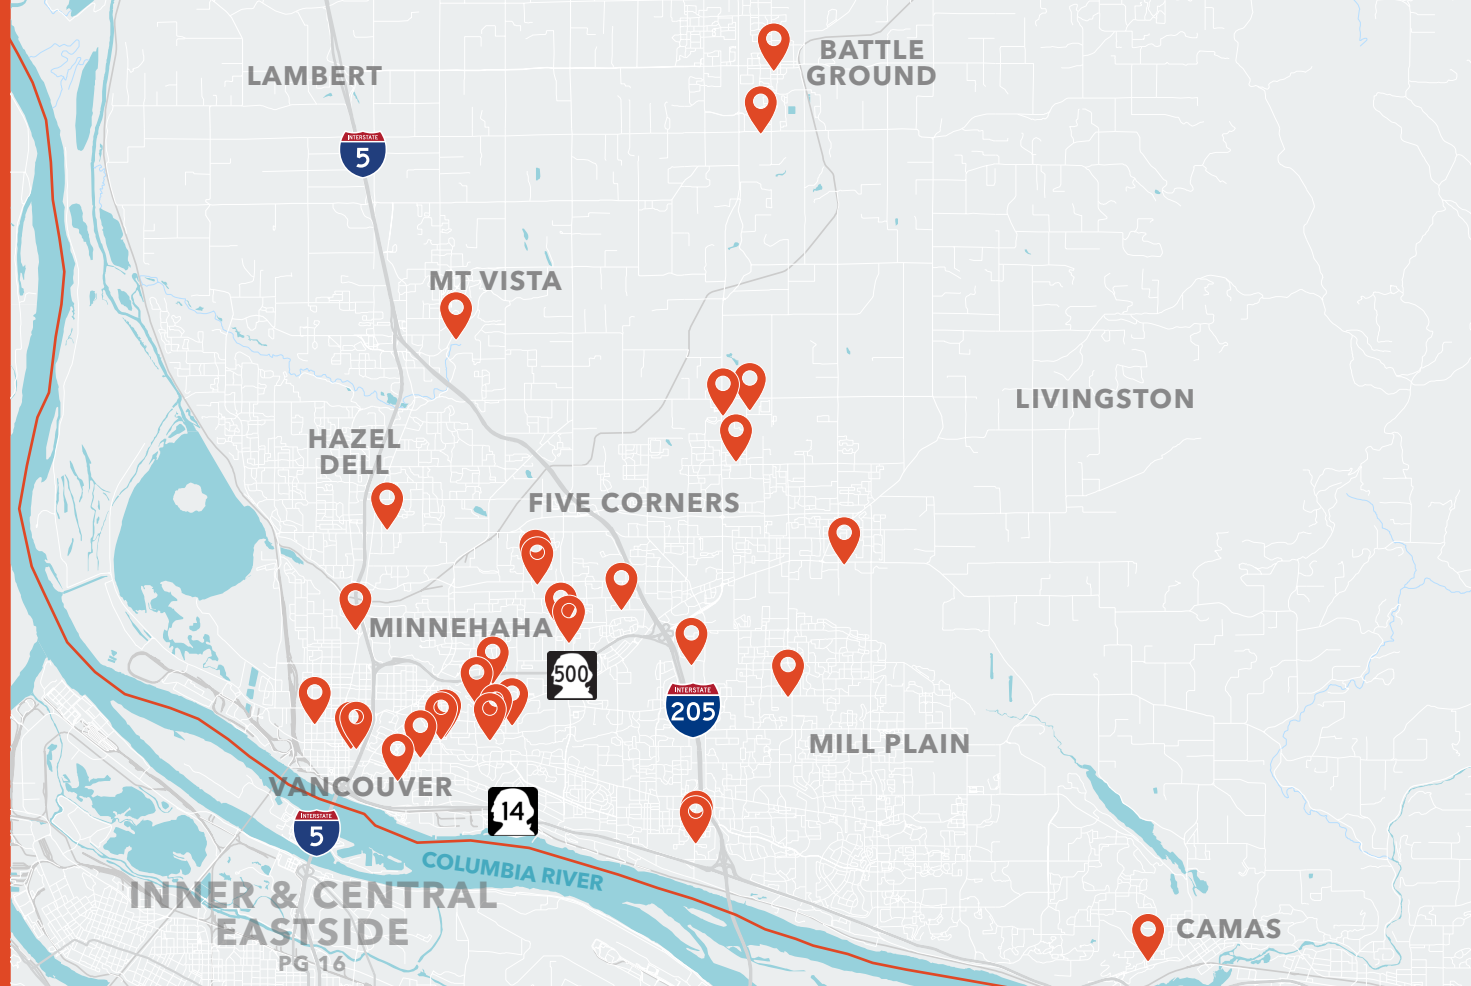 BATTLE
GROUND
LAMBERT
INTERSTATE
5
MT VISTA
LIVINGSTON
HAZEL
DELL
FIVE CORNERS
MINNEHAHA
500
INTERSTATE
205
MILL PLAIN
VANCOUVER
14
INTERSTATE
5
COLUMBIA RIVER
INNER & CENTRAL
EASTSIDE
PG 16
CAMAS